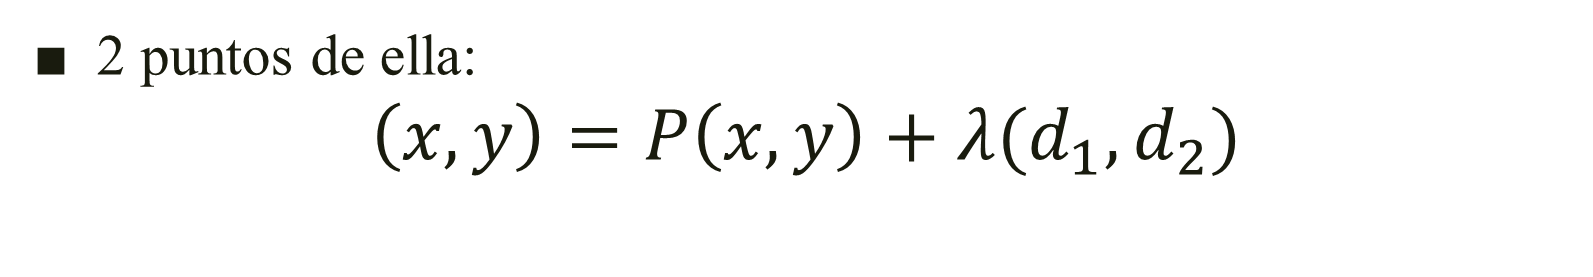 ■ 2 puntos de ella:
(x, y) = P(x, y) + λ(d₁, d₂)